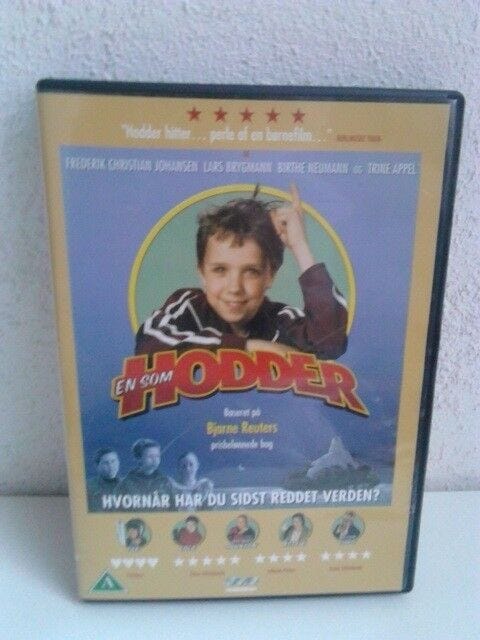 "Hodder hitter... perle af en børnefilm..."
FREDERIK CHRISTIAN JOHANSEN LARS BRYGMANN BIRTHE NEUMANN OG TRINE APPEL
EN SOM
HODDER
Baseret på
Bjarne Reuters
prisbelønnede bog
HVORNÅR HAR DU SIDST REDDET VERDEN?
A